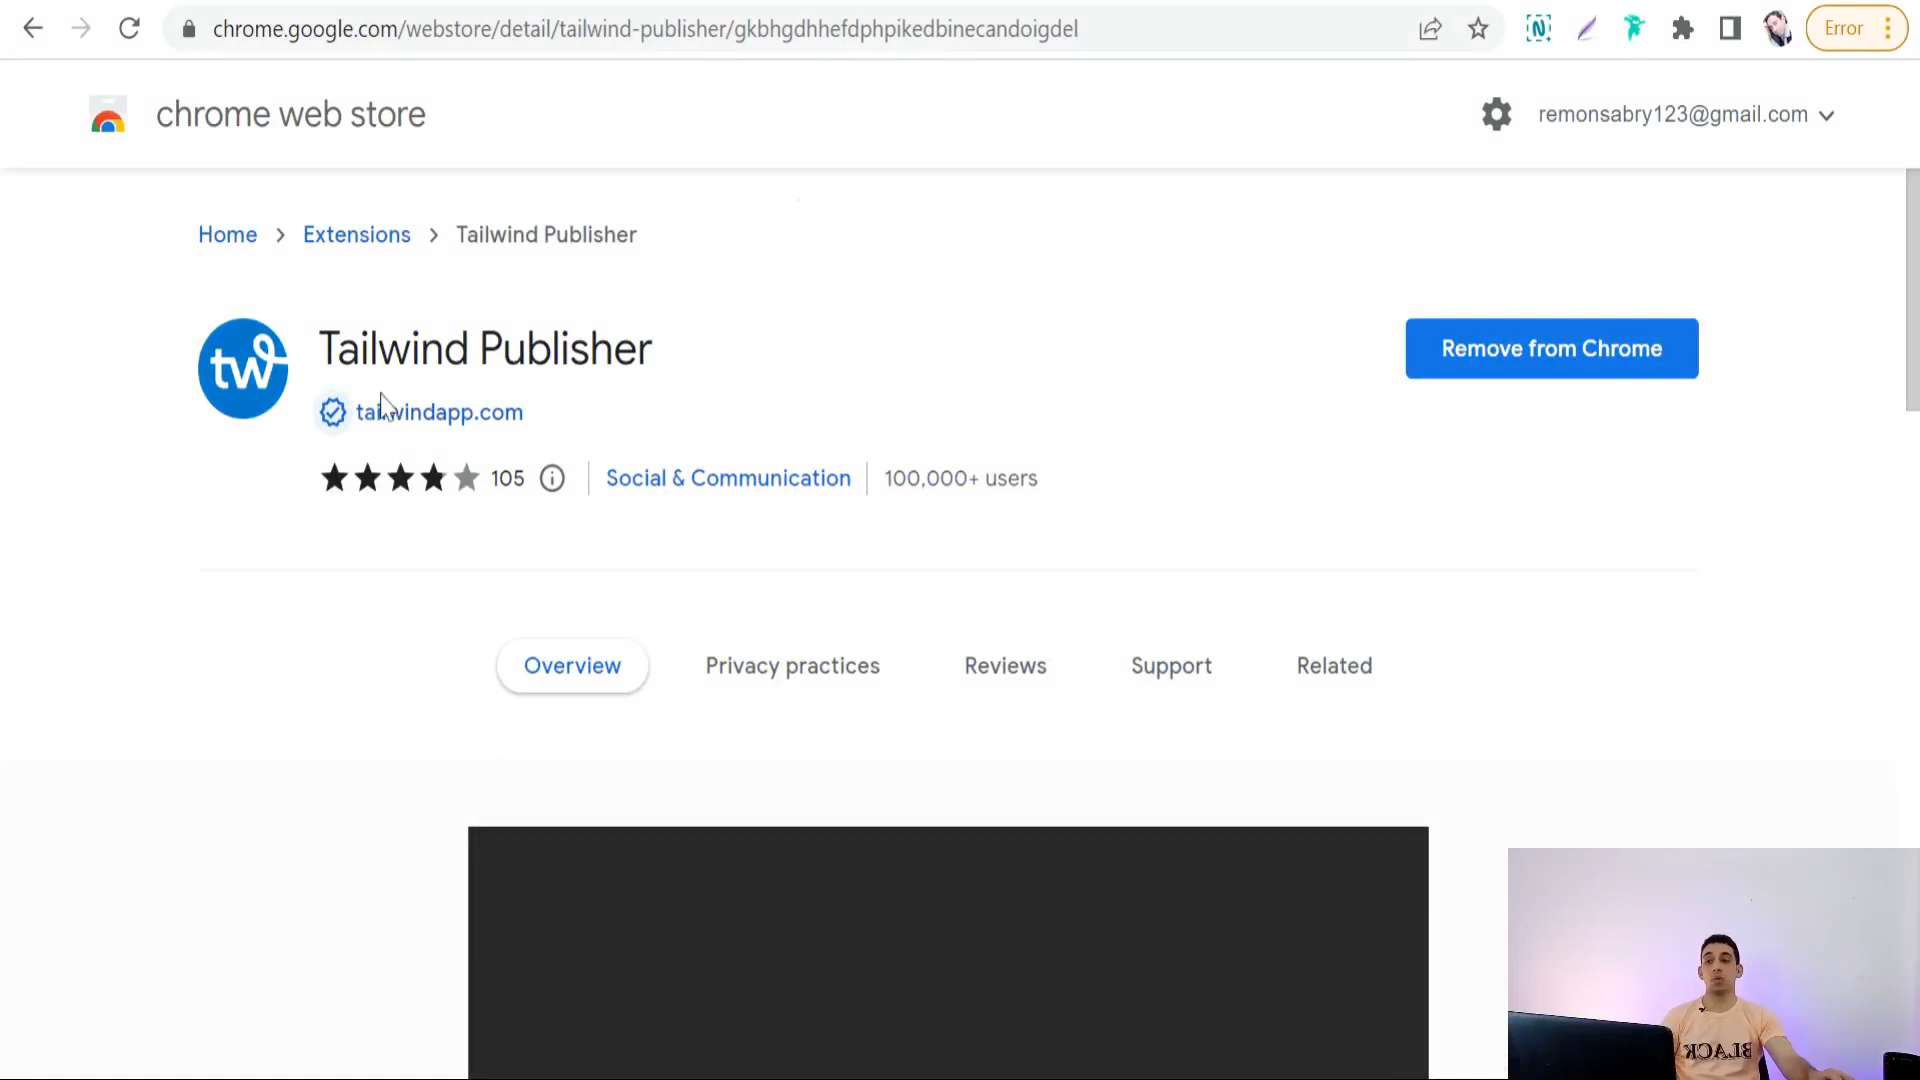 chrome.google.com/webstore/detail/tailwind-publisher/gkbhgdhhefdphpikedbinecandoigdel
Error
chrome web store
remonsabry123@gmail.com
Home > Extensions > Tailwind Publisher
tw
Tailwind Publisher
Remove from Chrome
tailwindapp.com
105
Social & Communication
100,000+ users
Overview
Privacy practices
Reviews
Support
Related
BLACK